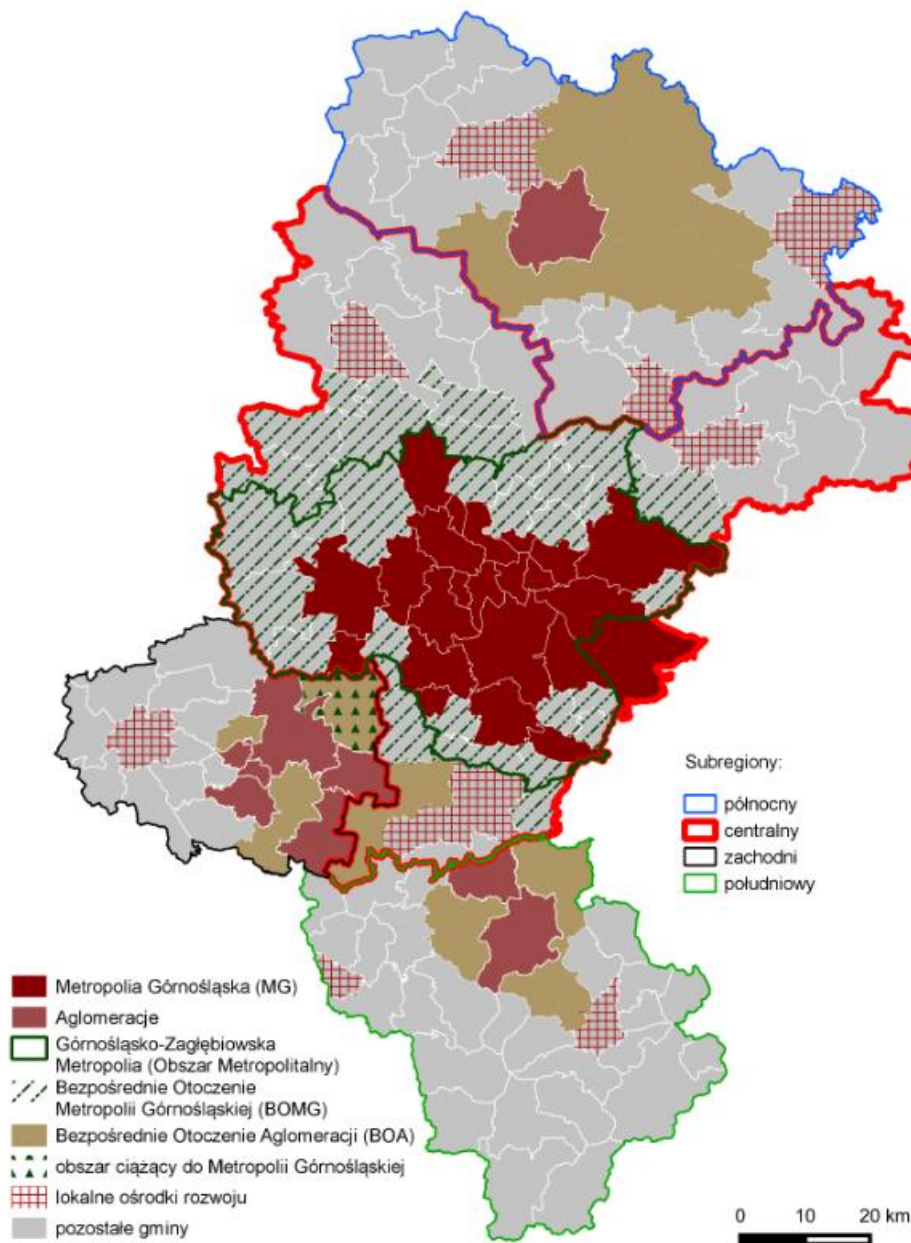 Subregiony:
północny
centralny
zachodni
południowy
Metropolia Górnośląska (MG)
Aglomeracje
Górnośląsko-Zagłębiowska
Metropolia (Obszar Metropolitalny)
Bezpośrednie Otoczenie
Metropolii Górnośląskiej (BOMG)
Bezpośrednie Otoczenie Aglomeracji (BOA)
obszar ciążący do Metropolii Górnośląskiej
lokalne ośrodki rozwoju
pozostałe gminy
0 10 20 km